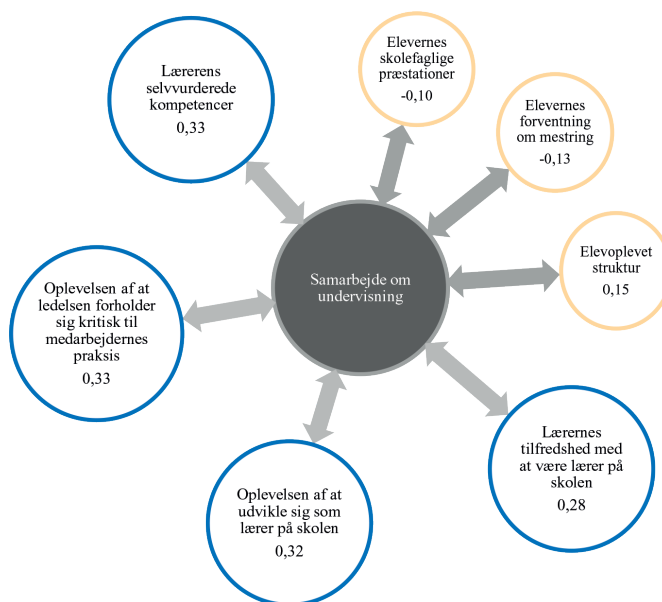 Elevernes
skolefaglige
præstationer
-0,10
Lærerens
selvvurderede
kompetencer
0,33
Elevernes
forventning
om mestring
-0,13
Elevoplevet
struktur
0,15
Samarbejde om
undervisning
Oplevelsen af at
ledelsen forholder
sig kritisk til
medarbejdernes
praksis
0,33
Lærernes
tilfredshed med
at være lærer på
skolen
0,28
Oplevelsen af at
udvikle sig som
lærer på skolen
0,32